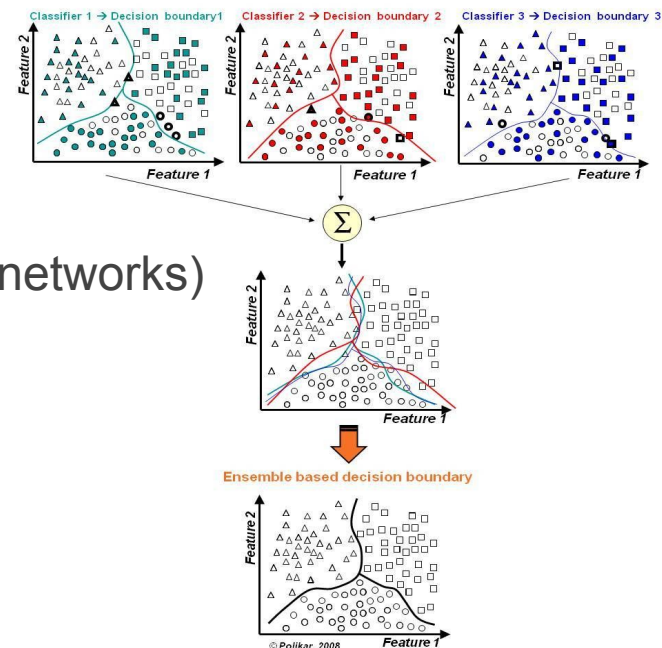 Classifier 1 → Decision boundary1
Classifier 2 → Decision boundary 2
Classifier 3 → Decision boundary 3
Feature 2
Feature 1
Feature 2
Feature 1
Feature 2
Feature 1
Σ
networks)
Feature 2
Feature 1
Ensemble based decision boundary
Feature 2
Feature 1
© Polikar, 2008